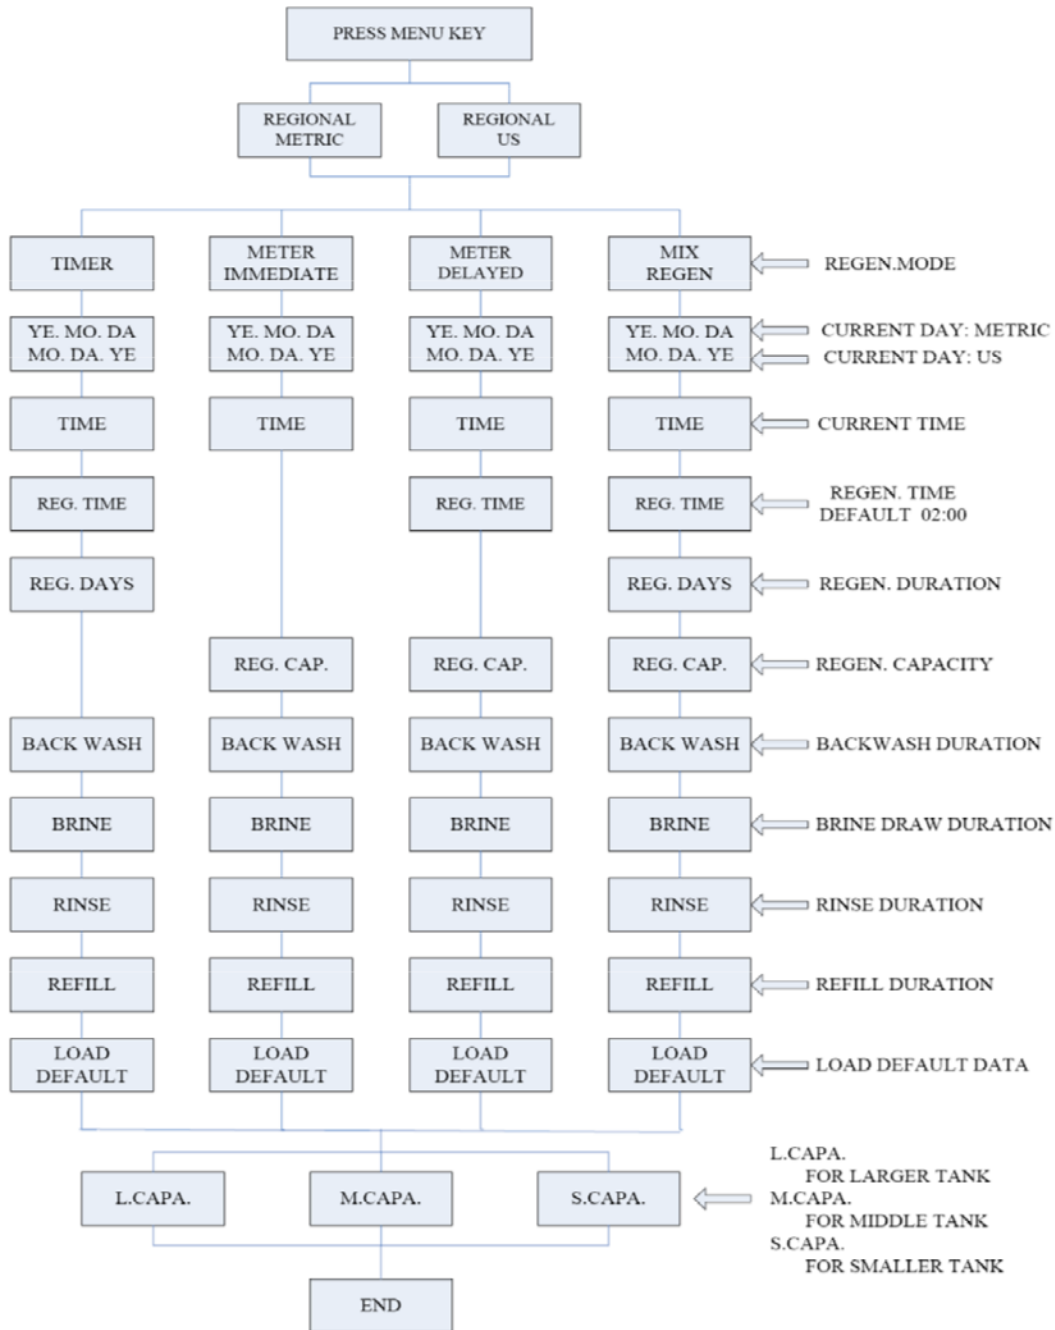 PRESS MENU KEY
REGIONAL
METRIC
REGIONAL
US
TIMER
METER
IMMEDIATE
METER
DELAYED
MIX
REGEN
REGEN.MODE
YE. MO. DA
MO. DA. YE
YE. MO. DA
MO. DA. YE
YE. MO. DA
MO. DA. YE
YE. MO. DA
MO. DA. YE
CURRENT DAY: METRIC
CURRENT DAY: US
TIME
TIME
TIME
TIME
CURRENT TIME
REG. TIME
REG. TIME
REG. TIME
REGEN. TIME
DEFAULT 02:00
REG. DAYS
REG. DAYS
REGEN. DURATION
REG. CAP.
REG. CAP.
REG. CAP.
REGEN. CAPACITY
BACK WASH
BACK WASH
BACK WASH
BACK WASH
BACKWASH DURATION
BRINE
BRINE
BRINE
BRINE
BRINE DRAW DURATION
RINSE
RINSE
RINSE
RINSE
RINSE DURATION
REFILL
REFILL
REFILL
REFILL
REFILL DURATION
LOAD
DEFAULT
LOAD
DEFAULT
LOAD
DEFAULT
LOAD
DEFAULT
LOAD DEFAULT DATA
L.CAPA.
M.CAPA.
S.CAPA.
L.CAPA.
FOR LARGER TANK
M.CAPA.
FOR MIDDLE TANK
S.CAPA.
FOR SMALLER TANK
END